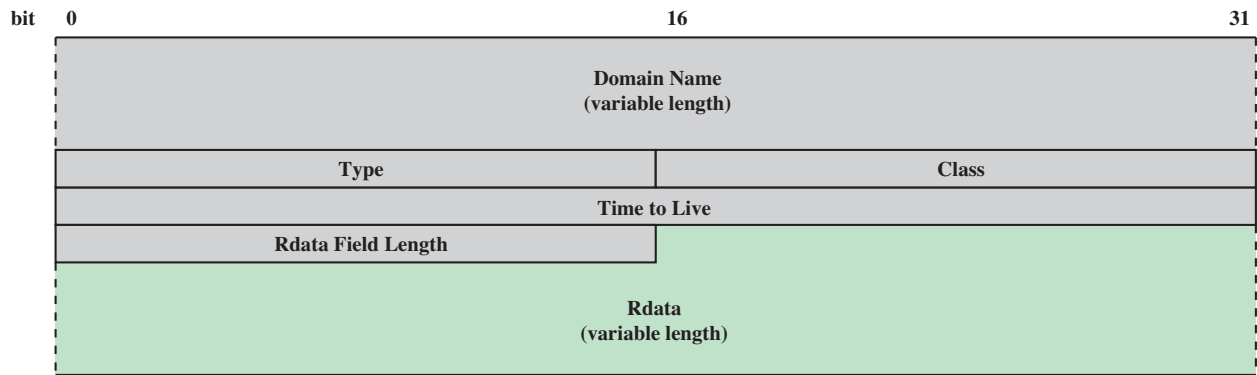 bit 0 16 31
Domain Name
(variable length)
Type Class
Time to Live
Rdata Field Length
Rdata
(variable length)